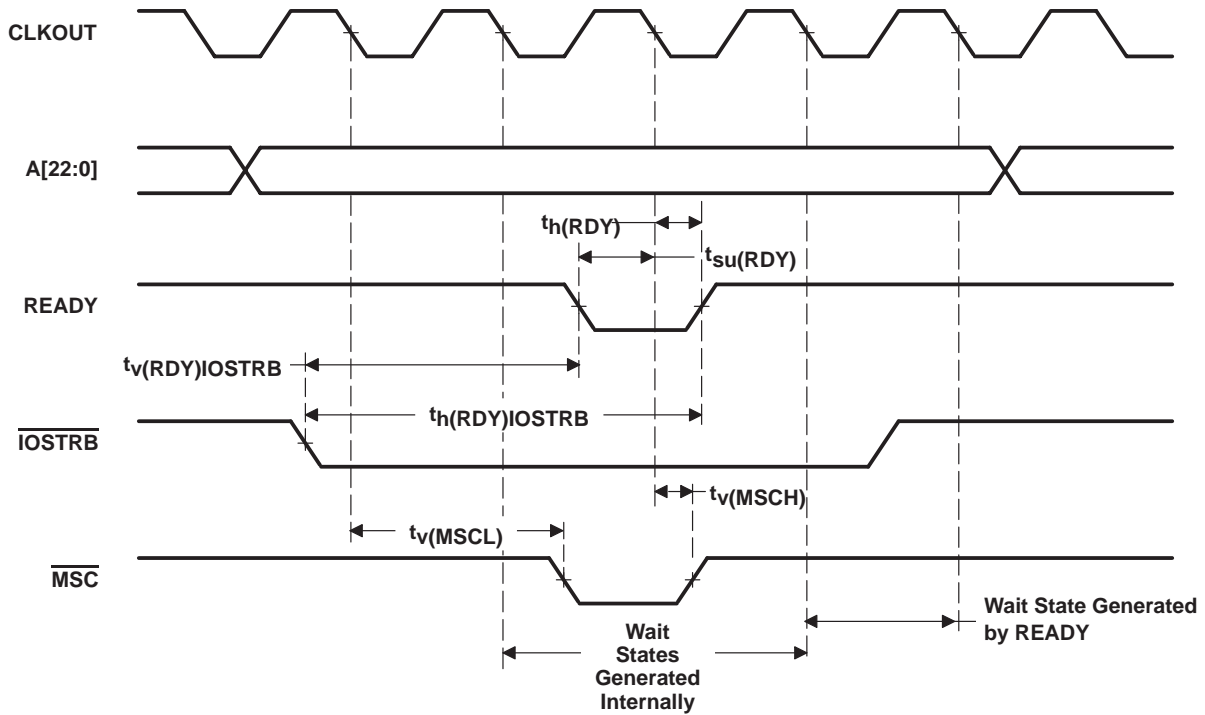 CLKOUT
A[22:0]
th(RDY)
tsu(RDY)
READY
tv(RDY)IOSTRB
th(RDY)IOSTRB
IOSTRB
tv(MSCH)
tv(MSCL)
MSC
Wait State Generated
by READY
Wait
States
Generated
Internally